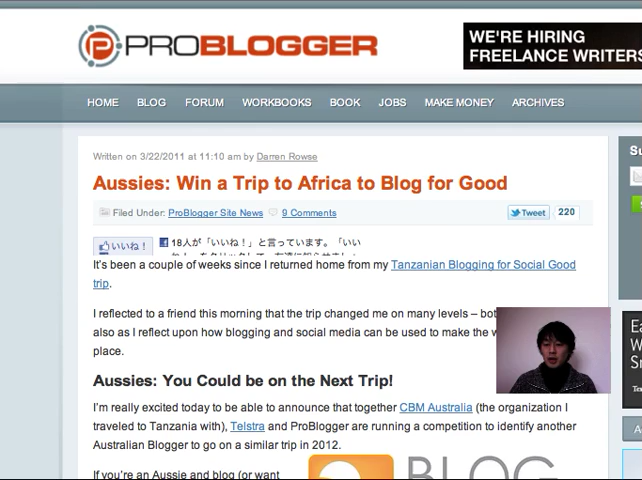 PROBLOGGER
WE'RE HIRING
FREELANCE WRITERS
HOME BLOG FORUM WORKBOOKS BOOK JOBS MAKE MONEY ARCHIVES
Written on 3/22/2011 at 11:10 am by Darren Rowse
Aussies: Win a Trip to Africa to Blog for Good
Filed Under: ProBlogger Site News 9 Comments Tweet 220
いいね！ 18人が「いいね！」と言っています。「いい
It's been a couple of weeks since I returned home from my Tanzanian Blogging for Social Good
trip.
I reflected to a friend this morning that the trip changed me on many levels – bot
also as I reflect upon how blogging and social media can be used to make the w
place.
Aussies: You Could be on the Next Trip!
I'm really excited today to be able to announce that together CBM Australia (the organization I
traveled to Tanzania with), Telstra and ProBlogger are running a competition to identify another
Australian Blogger to go on a similar trip in 2012.
If you're an Aussie and blog (or want
BLOG